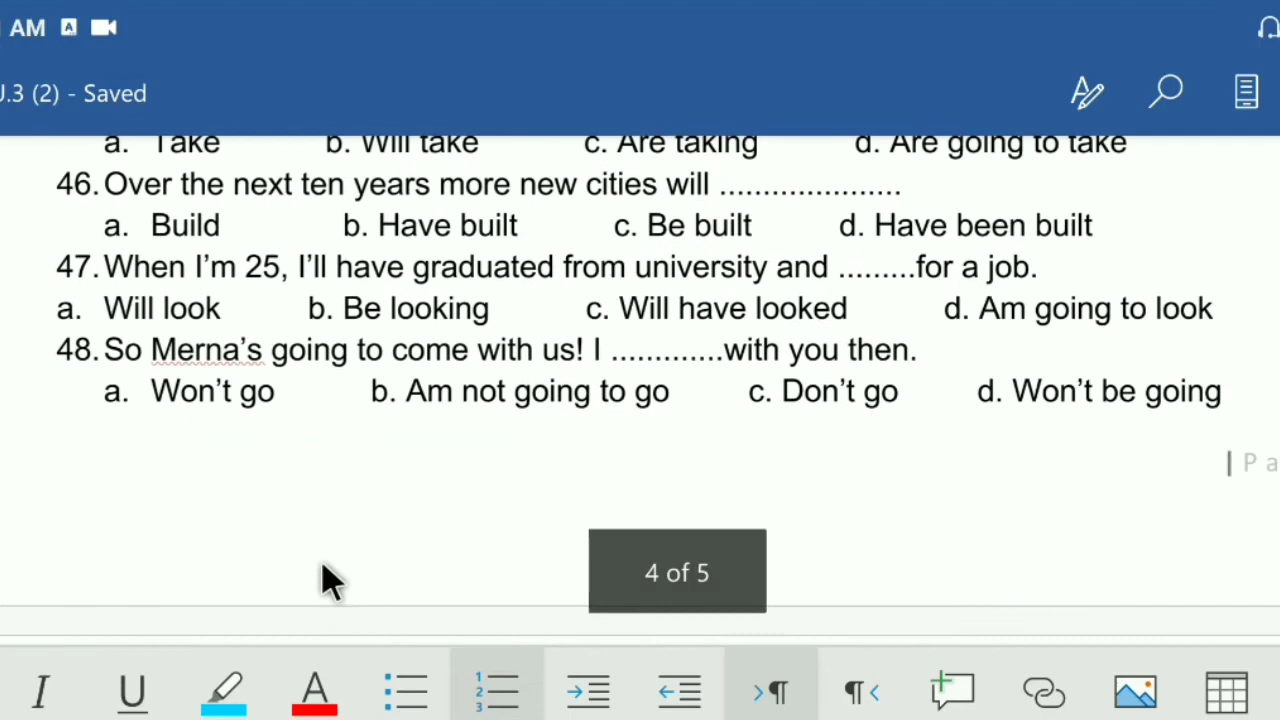 AM
J.3 (2) - Saved
a. Take b. Will take c. Are taking d. Are going to take
46. Over the next ten years more new cities will .....................
a. Build b. Have built c. Be built d. Have been built
47. When I’m 25, I’ll have graduated from university and .........for a job.
a. Will look b. Be looking c. Will have looked d. Am going to look
48. So Merna’s going to come with us! I .............with you then.
a. Won’t go b. Am not going to go c. Don’t go d. Won’t be going
| P a
4 of 5